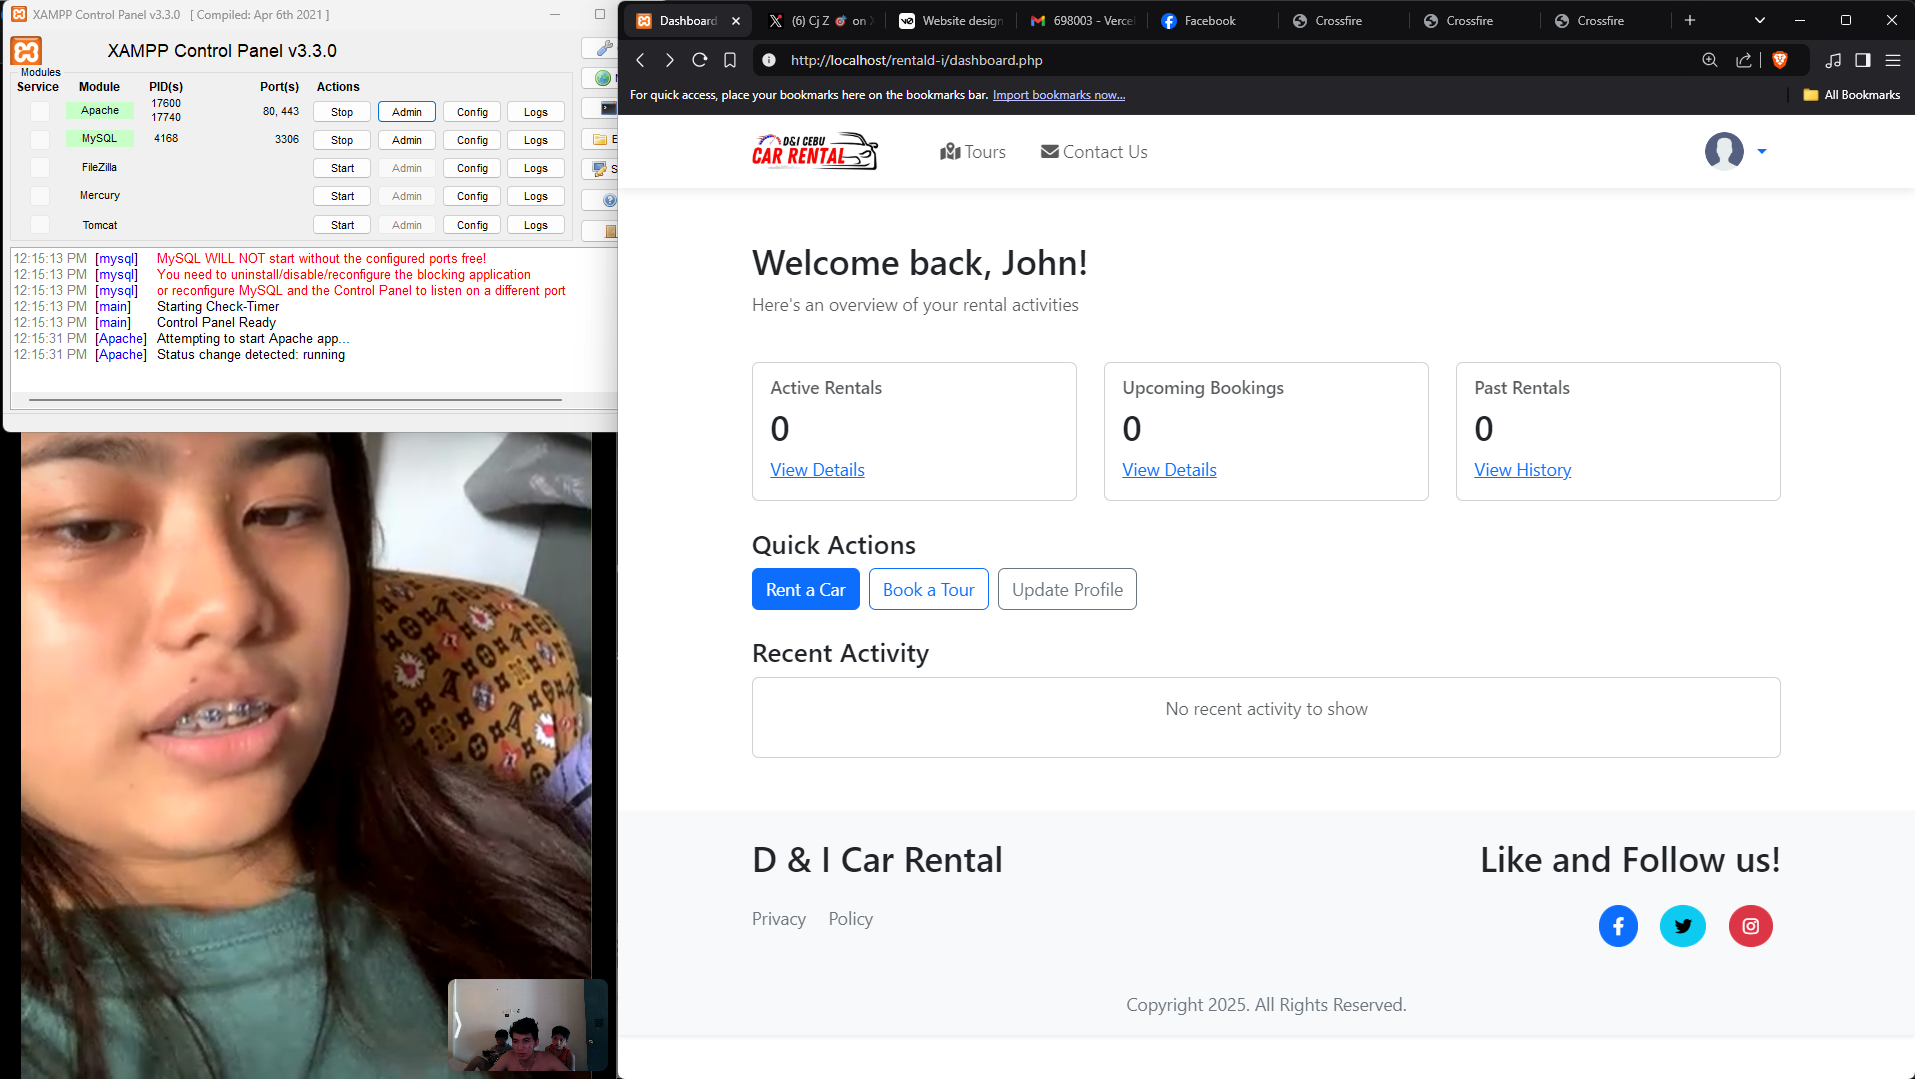 XAMPP Control Panel v3.3.0 [ Compiled: Apr 6th 2021 ]
XAMPP Control Panel v3.3.0
Modules
Service Module PID(s) Port(s) Actions
Apache 17600 17740 80, 443 Stop Admin Config Logs
MySQL 4168 3306 Stop Admin Config Logs
FileZilla Start Admin Config Logs
Mercury Start Admin Config Logs
Tomcat Start Admin Config Logs
12:15:13 PM [mysql] MySQL WILL NOT start without the configured ports free!
12:15:13 PM [mysql] You need to uninstall/disable/reconfigure the blocking application
12:15:13 PM [mysql] or reconfigure MySQL and the Control Panel to listen on a different port
12:15:13 PM [main] Starting Check-Timer
12:15:13 PM [main] Control Panel Ready
12:15:31 PM [Apache] Attempting to start Apache app...
12:15:31 PM [Apache] Status change detected: running
Dashboard (6) Cj Z on X Website design 698003 - Vercel Facebook Crossfire Crossfire Crossfire
http://localhost/rentald-i/dashboard.php
For quick access, place your bookmarks here on the bookmarks bar. Import bookmarks now... All Bookmarks
D&I CEBU
CAR RENTAL
Tours Contact Us
Welcome back, John!
Here's an overview of your rental activities
Active Rentals
0
View Details
Upcoming Bookings
0
View Details
Past Rentals
0
View History
Quick Actions
Rent a Car Book a Tour Update Profile
Recent Activity
No recent activity to show
D & I Car Rental
Privacy Policy
Like and Follow us!
Copyright 2025. All Rights Reserved.